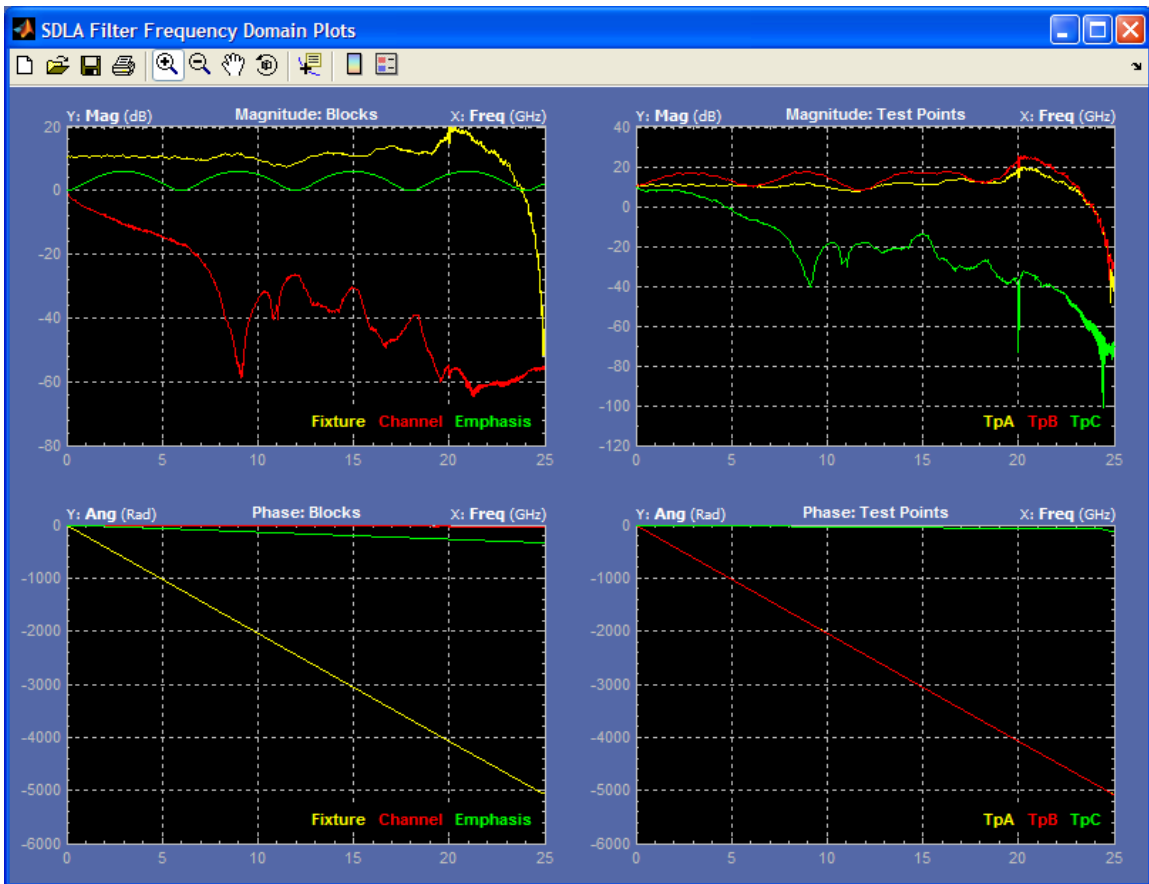 SDLA Filter Frequency Domain Plots
Y: Mag (dB) Magnitude: Blocks X: Freq (GHz)
20
0
-20
-40
-60
-80
Fixture Channel Emphasis
0 5 10 15 20 25
Y: Mag (dB) Magnitude: Test Points X: Freq (GHz)
40
20
0
-20
-40
-60
-80
-100
-120
TpA TpB TpC
0 5 10 15 20 25
Y: Ang (Rad) Phase: Blocks X: Freq (GHz)
0
-1000
-2000
-3000
-4000
-5000
-6000
Fixture Channel Emphasis
0 5 10 15 20 25
Y: Ang (Rad) Phase: Test Points X: Freq (GHz)
0
-1000
-2000
-3000
-4000
-5000
-6000
TpA TpB TpC
0 5 10 15 20 25